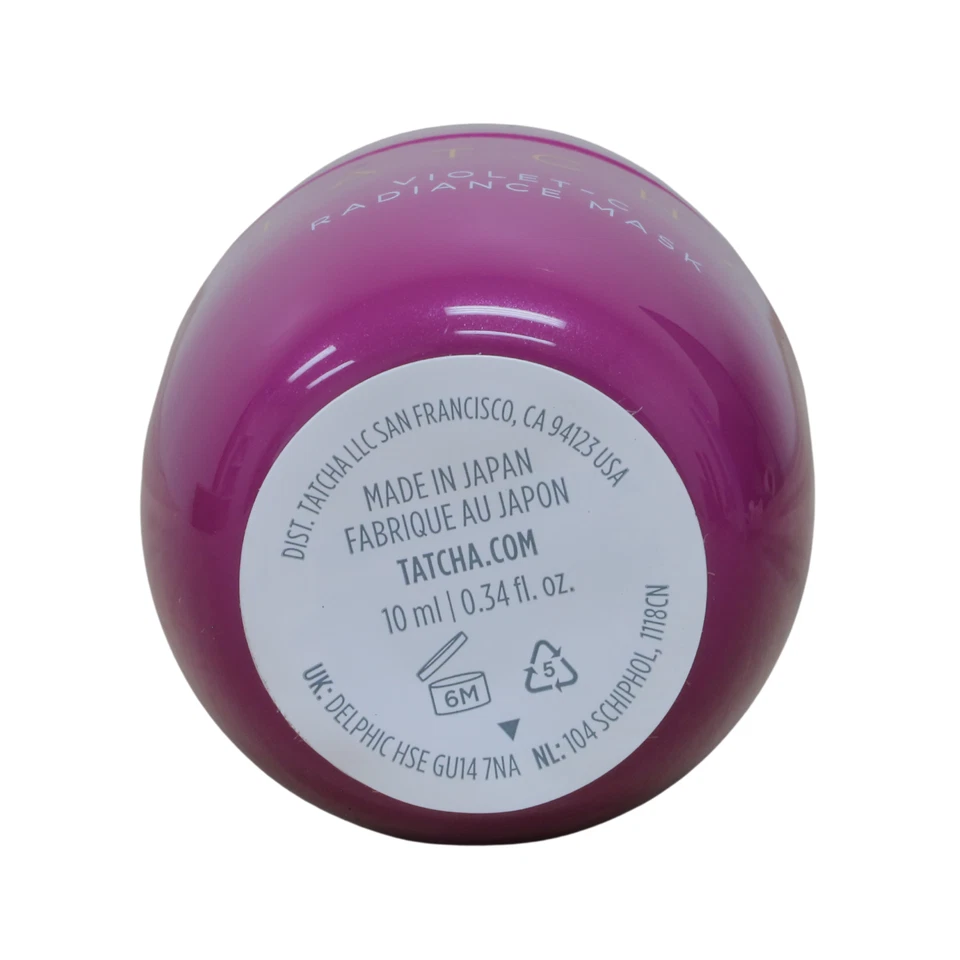 VIOLET-C
RADIANCE MASK
DIST. TATCHA LLC SAN FRANCISCO, CA 94123 USA
MADE IN JAPAN
FABRIQUE AU JAPON
TATCHA.COM
10 ml | 0.34 fl. oz.
6M
5
UK: DELPHIC HSE GU14 7NA NL: 104 SCHIPHOL, 1118CN